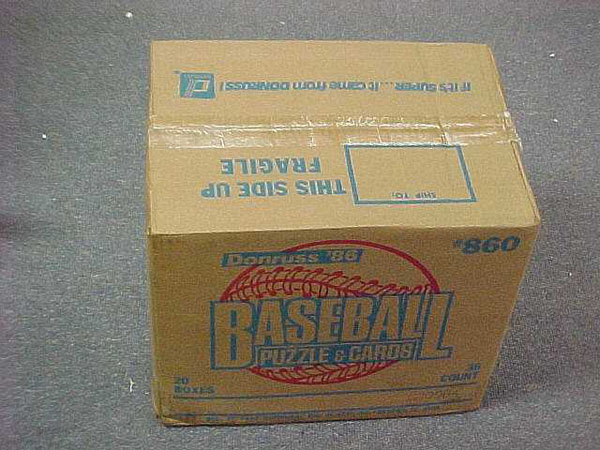 IF IT'S SUPER... It came from DONRUSS!
THIS SIDE UP
FRAGILE
SHIP TO:
Donruss '86
#860
BASEBALL
PUZZLE & CARDS
20
BOXES
36
COUNT